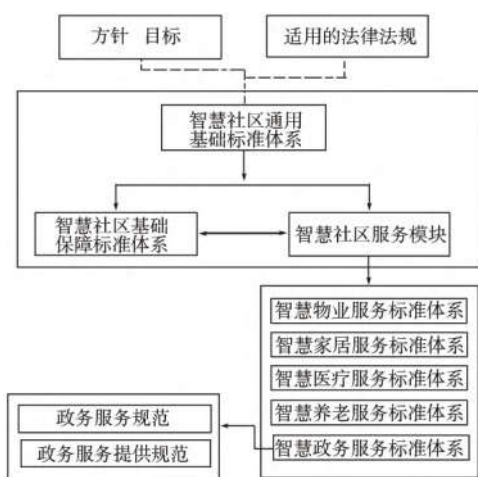 方针 目标
适用的法律法规
智慧社区通用
基础标准体系
智慧社区基础
保障标准体系
智慧社区服务模块
智慧物业服务标准体系
智慧家居服务标准体系
智慧医疗服务标准体系
智慧养老服务标准体系
智慧政务服务标准体系
政务服务规范
政务服务提供规范